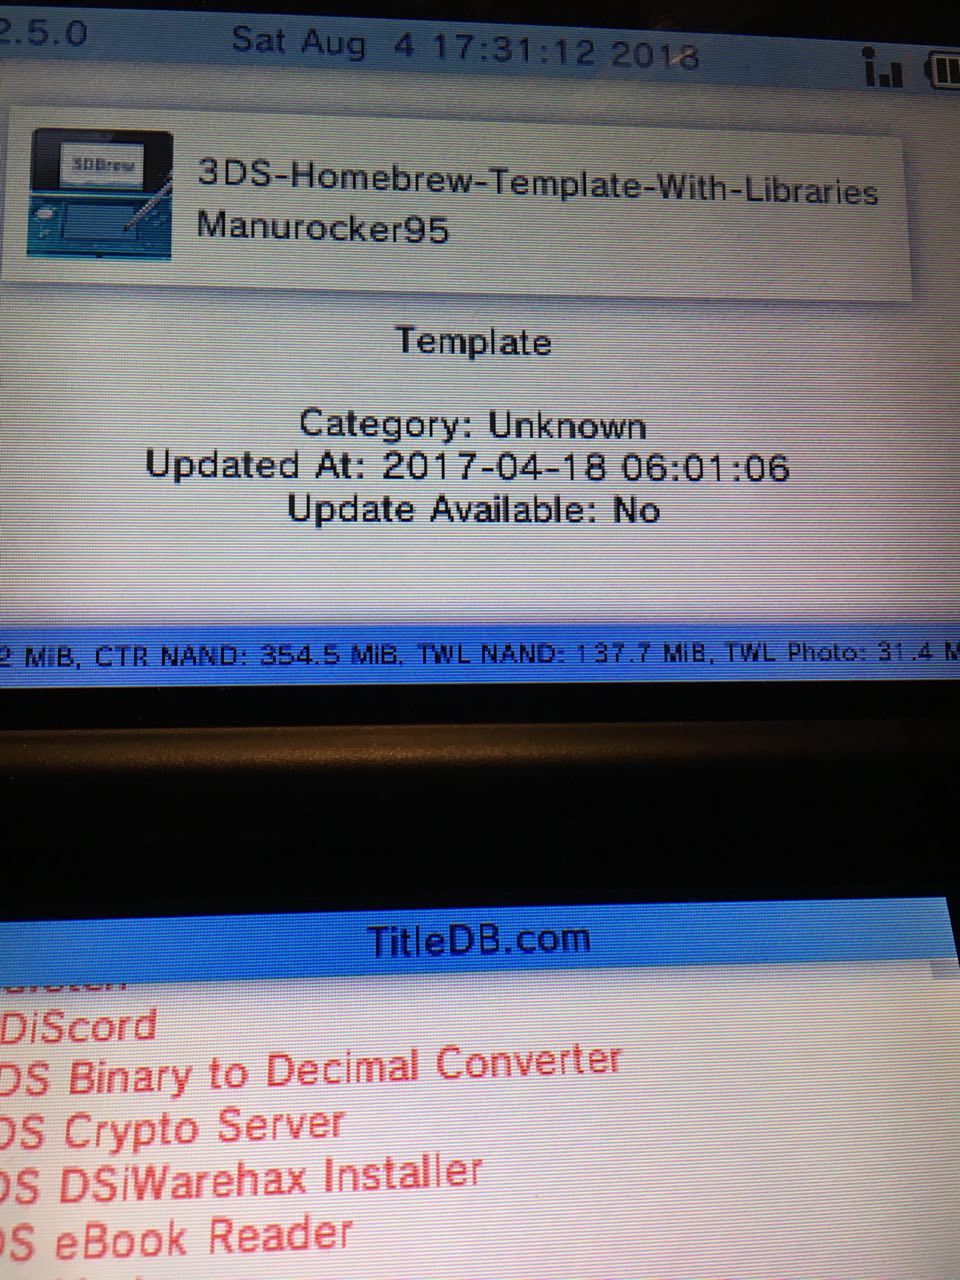 2.5.0 Sat Aug 4 17:31:12 2018
3DBrew
3DS-Homebrew-Template-With-Libraries
Manurocker95
Template
Category: Unknown
Updated At: 2017-04-18 06:01:06
Update Available: No
2 MiB, CTR NAND: 354.5 MiB, TWL NAND: 137.7 MiB, TWL Photo: 31.4 M
TitleDB.com
DiScord
DS Binary to Decimal Converter
DS Crypto Server
DS DSiWarehax Installer
DS eBook Reader